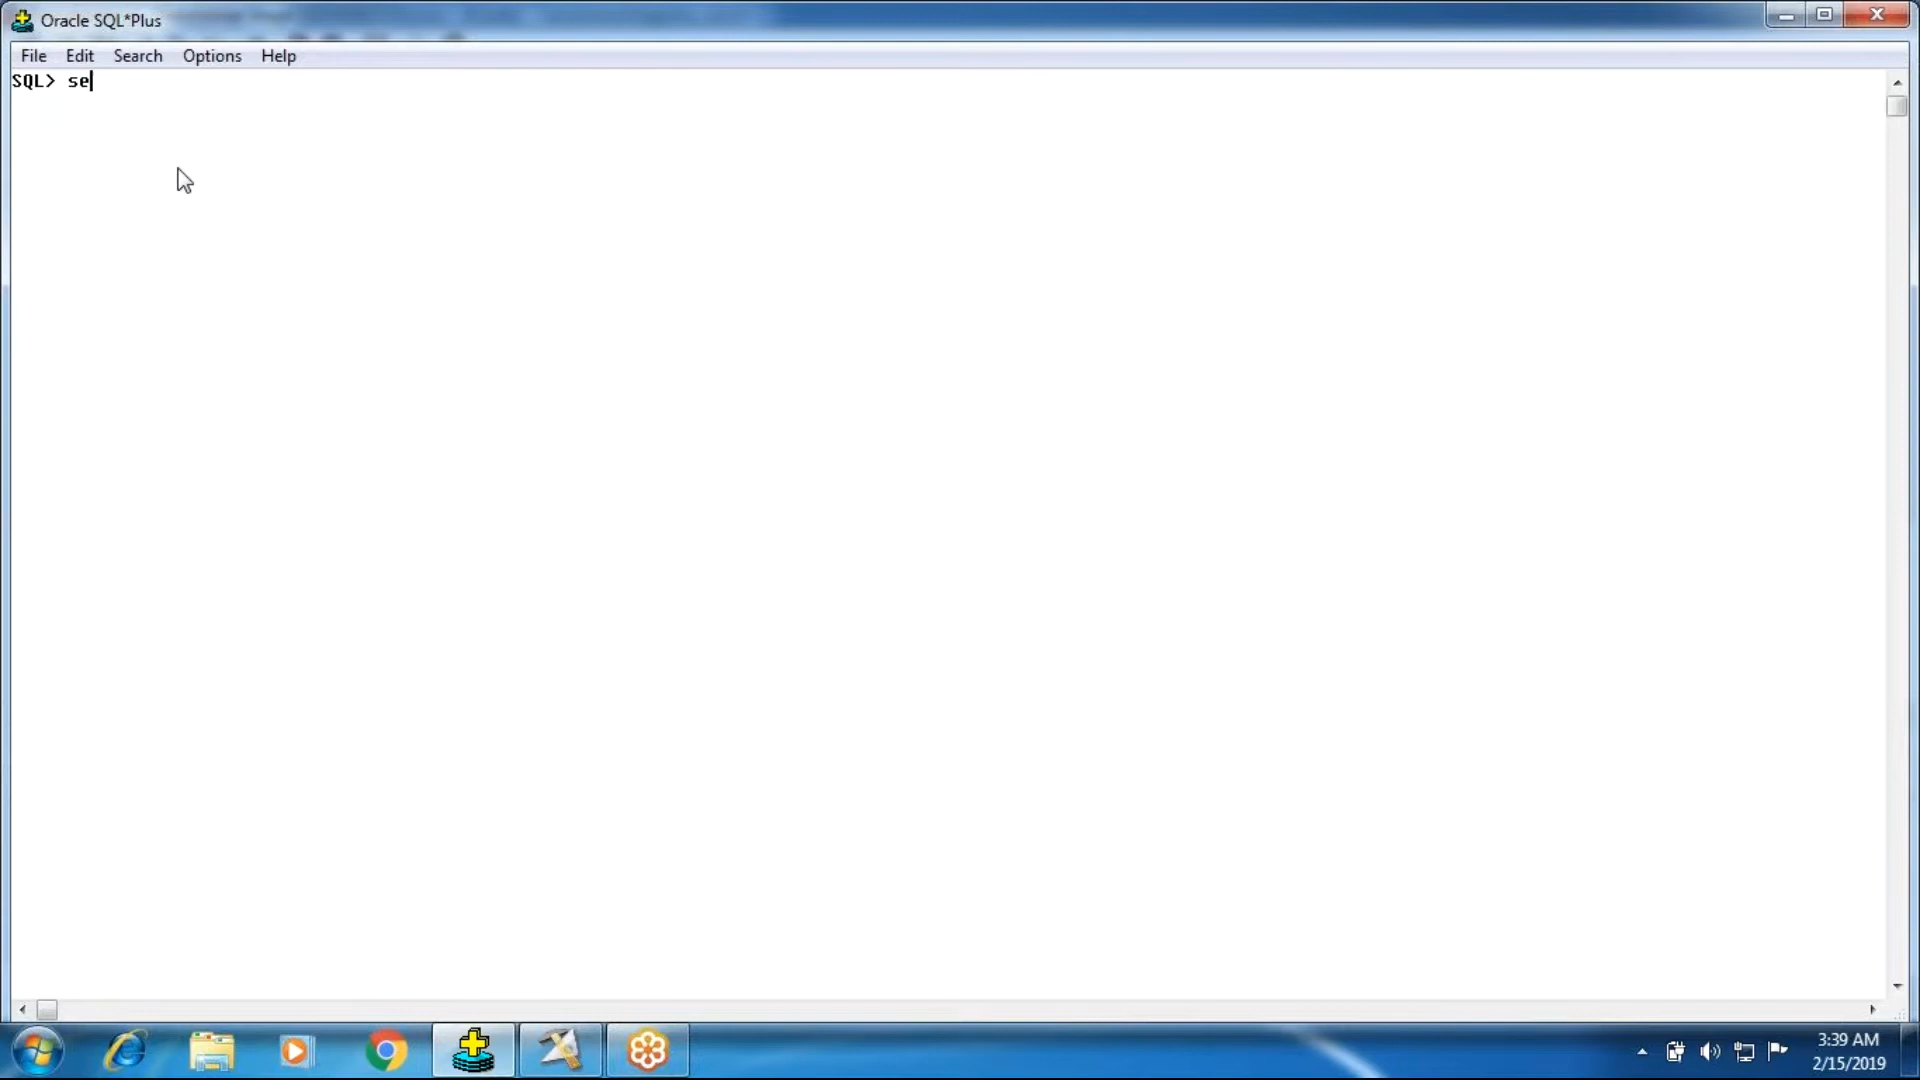 Oracle SQL*Plus
File Edit Search Options Help
SQL> se
3:39 AM
2/15/2019